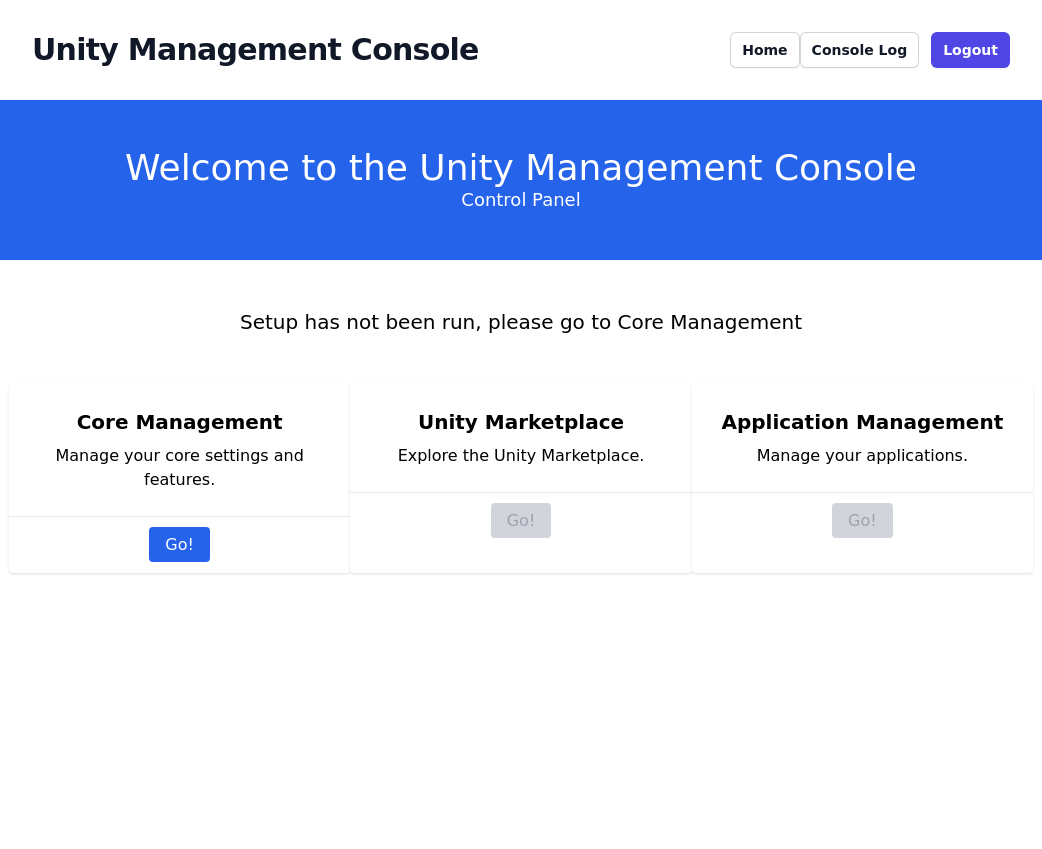 Unity Management Console
Home
Console Log
Logout
Welcome to the Unity Management Console
Control Panel
Setup has not been run, please go to Core Management
Core Management
Manage your core settings and
features.
Go!
Unity Marketplace
Explore the Unity Marketplace.
Go!
Application Management
Manage your applications.
Go!